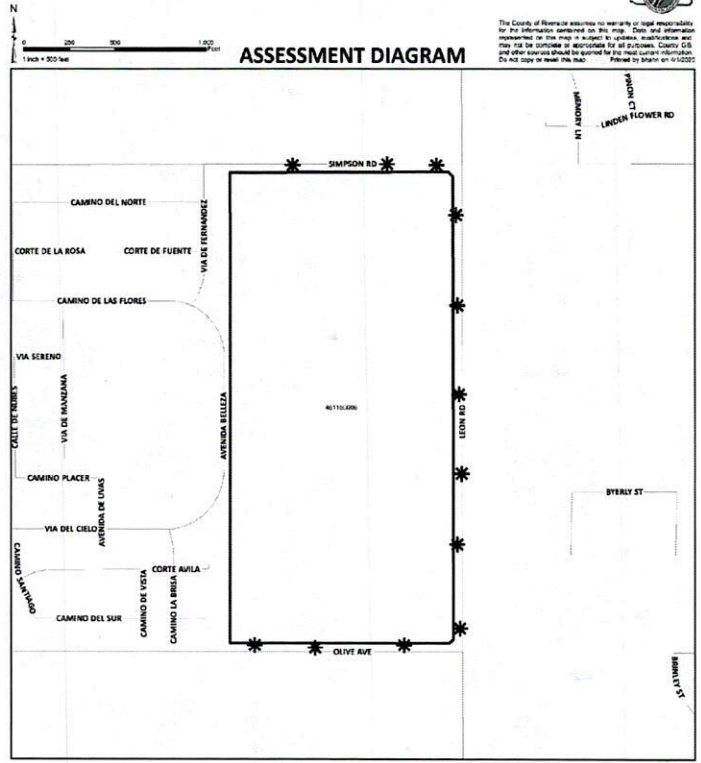 N
0 250 500 1,000
Feet
1 inch = 500 feet
ASSESSMENT DIAGRAM
The County of Riverside assumes no warranty or legal responsibility
for the information contained on this map. Data and information
represented on this map is subject to updates, modifications and
may not be complete or appropriate for all purposes. County GIS
and other sources should be queried for the most current information.
Do not copy or resell this map. Printed by
MEMORY LN
PINON CT
LINDEN FLOWER RD
SIMPSON RD
CAMINO DEL NORTE
VIA DE FERNANDEZ
CORTE DE LA ROSA
CORTE DE FUENTE
CAMINO DE LAS FLORES
VIA SERENO
CALLE DE NOBES
VIA DE MANZANA
AVENIDA BELLEZA
LEON RD
CAMINO PLACER
AVENIDA DE UVAS
BYERLY ST
VIA DEL CIELO
CAMINO SANTIAGO
CORTE AVILA
CAMINO DE VISTA
CAMINO LA BRISA
CAMINO DEL SUR
OLIVE AVE